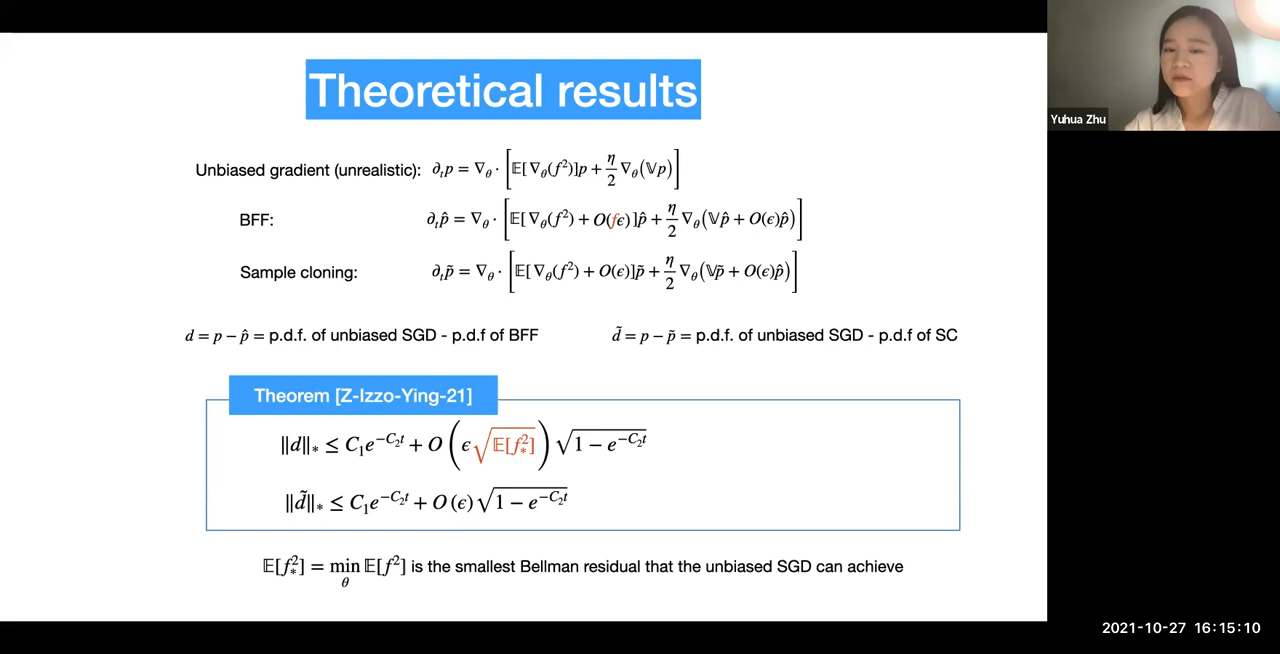 Theoretical results
Yuhua Zhu
Unbiased gradient (unrealistic): ∂ₜp = ∇_θ · [𝔼[∇_θ(f²)]p + η/2 ∇_θ(𝕍p)]
BFF: ∂ₜp̂ = ∇_θ · [𝔼[∇_θ(f²) + O(fϵ)]p̂ + η/2 ∇_θ(𝕍p̂ + O(ϵ)p̂)]
Sample cloning: ∂ₜp̃ = ∇_θ · [𝔼[∇_θ(f²) + O(ϵ)]p̃ + η/2 ∇_θ(𝕍p̃ + O(ϵ)p̂)]
d = p − p̂ = p.d.f. of unbiased SGD - p.d.f of BFF d̃ = p − p̃ = p.d.f. of unbiased SGD - p.d.f of SC
Theorem [Z-Izzo-Ying-21]
‖d‖_* ≤ C₁e^{−C₂t} + O(ϵ√𝔼[f_*²])√(1 − e^{−C₂t})
‖d̃‖_* ≤ C₁e^{−C₂t} + O(ϵ)√(1 − e^{−C₂t})
𝔼[f_*²] = min_θ 𝔼[f²] is the smallest Bellman residual that the unbiased SGD can achieve
2021-10-27 16:15:10